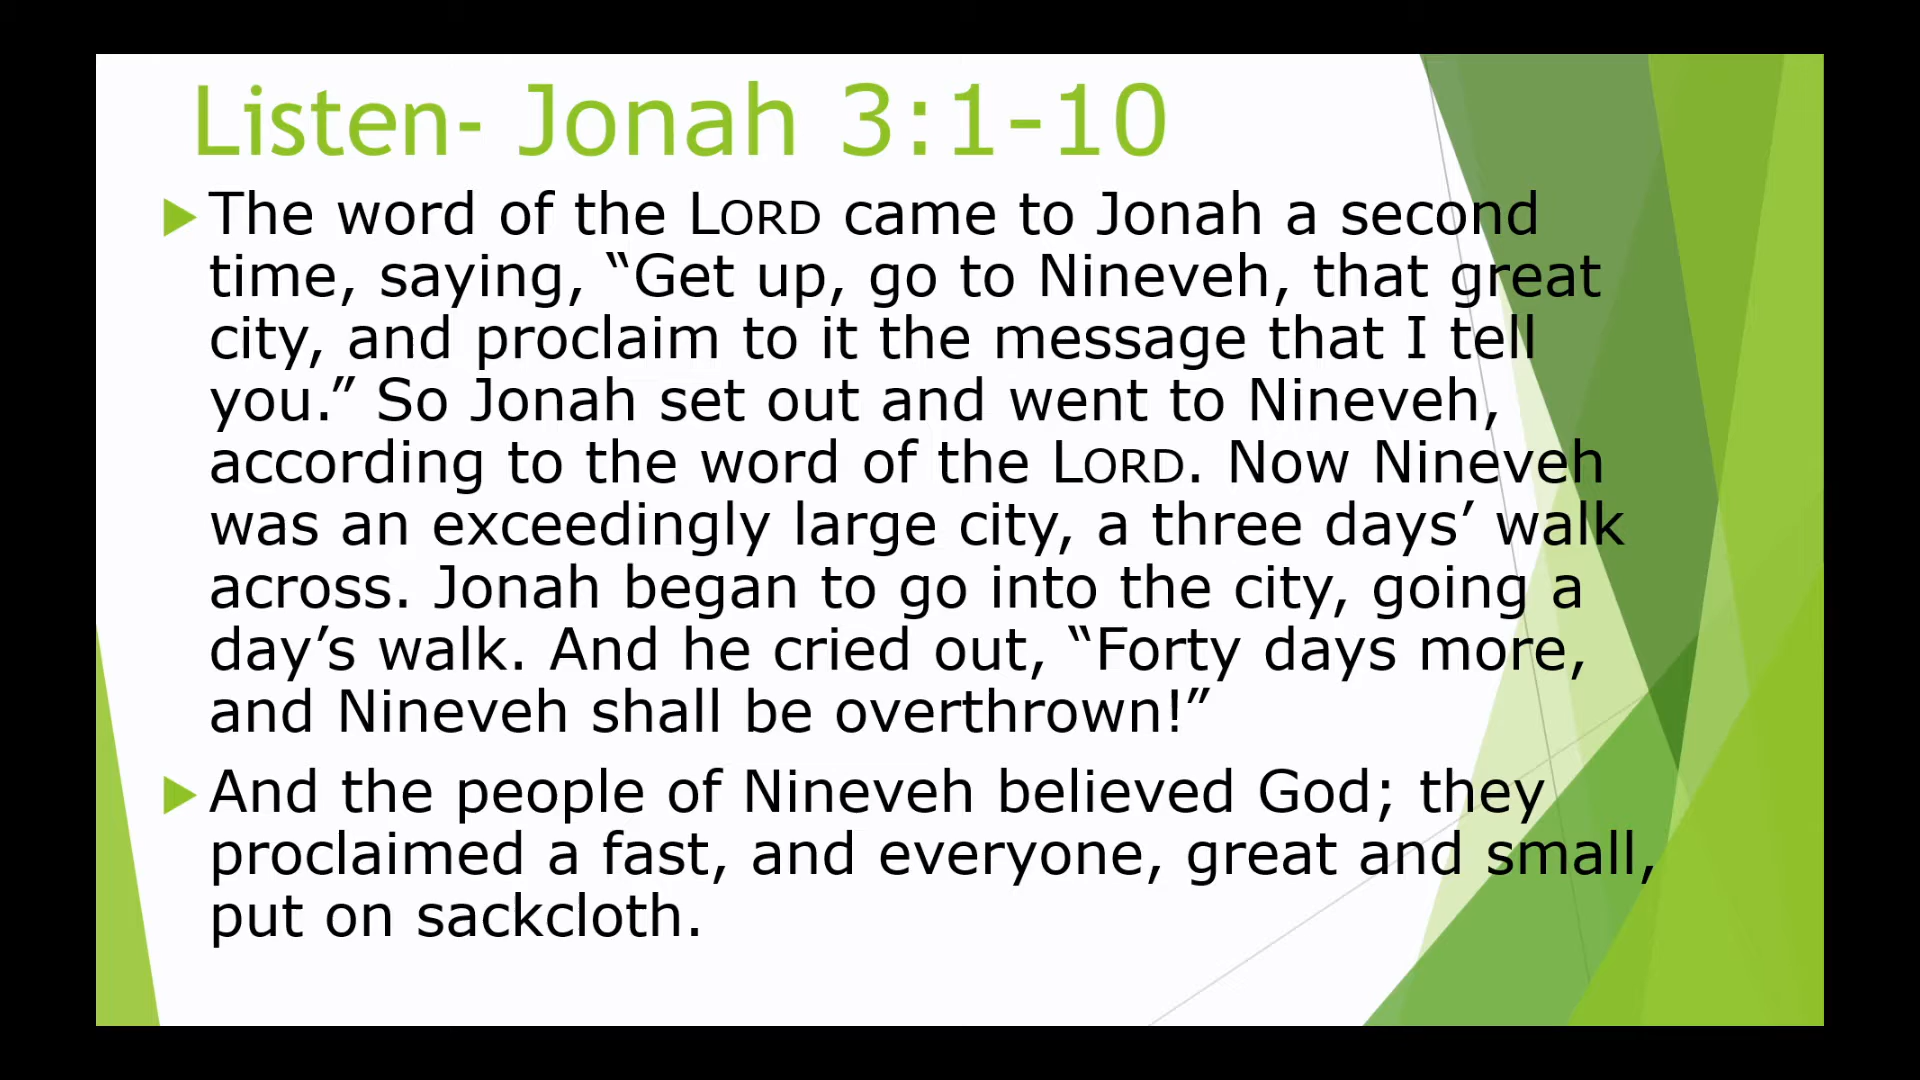 Listen- Jonah 3:1-10
The word of the LORD came to Jonah a second
time, saying, “Get up, go to Nineveh, that great
city, and proclaim to it the message that I tell
you.” So Jonah set out and went to Nineveh,
according to the word of the LORD. Now Nineveh
was an exceedingly large city, a three days’ walk
across. Jonah began to go into the city, going a
day’s walk. And he cried out, “Forty days more,
and Nineveh shall be overthrown!”
And the people of Nineveh believed God; they
proclaimed a fast, and everyone, great and small,
put on sackcloth.